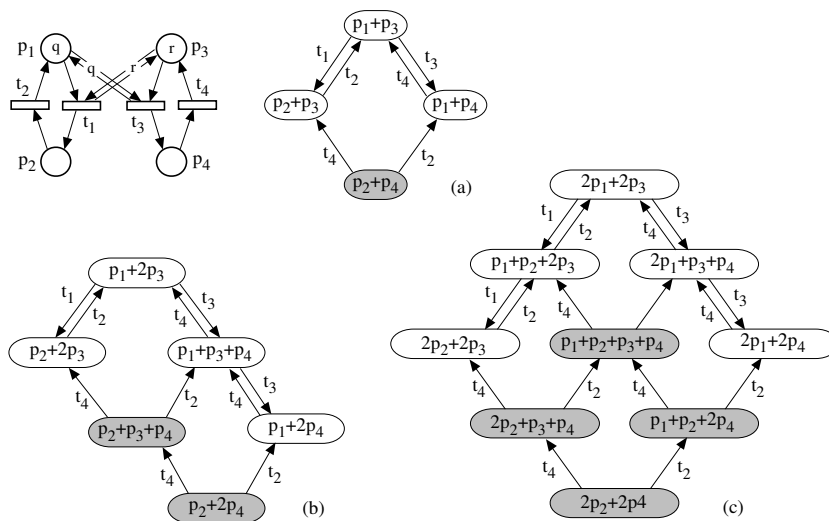 p1 q q r r p3
t2 t1 t3 t4
p2 p4
p1+p3
t1 t2 t4 t3
p2+p3 p1+p4
t4 t2
p2+p4
(a)
p1+2p3
t1 t2 t4 t3
p2+2p3 p1+p3+p4
t4 t2 t4 t3
p2+p3+p4 p1+2p4
t4 t2
p2+2p4
(b)
2p1+2p3
t1 t2 t4 t3
p1+p2+2p3 2p1+p3+p4
t1 t2 t4 t4 t3
2p2+2p3 p1+p2+p3+p4 2p1+2p4
t4 t2 t4 t2
2p2+p3+p4 p1+p2+2p4
t4 t2
2p2+2p4
(c)